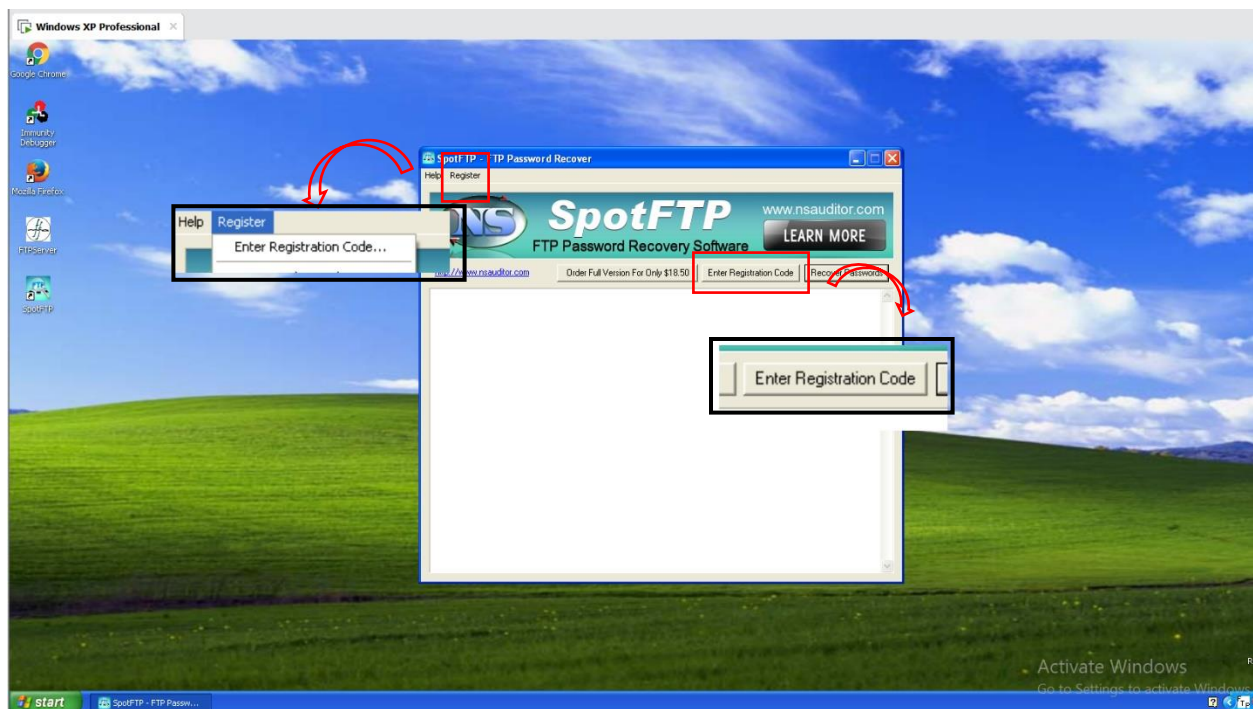 Windows XP Professional
Google Chrome
Immunity
Debugger
Mozilla Firefox
FTPServer
SpotFTP
SpotFTP - FTP Password Recover
Help Register
NS
SpotFTP
www.nsauditor.com
FTP Password Recovery Software
LEARN MORE
Help Register
Enter Registration Code...
http://www.nsauditor.com
Order Full Version For Only $18.50
Enter Registration Code
Recover Passwords
Enter Registration Code
Activate Windows
Go to Settings to activate Windows
start
SpotFTP - FTP Passw...